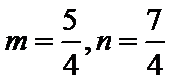 m = 5/4, n = 7/4